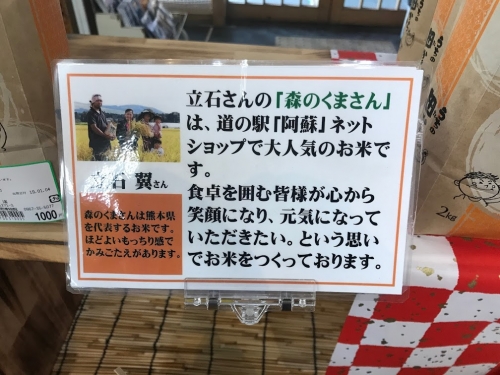 立石さんの『森のくまさん』
は、道の駅『阿蘇』ネット
ショップで大人気のお米で
す。
食卓を囲む皆様が心から
笑顔になり、元気になって
いただきたい。という思い
でお米をつくっております。
立石 翼さん
森のくまさんは熊本県
を代表するお米です。
ほどよいもっちり感で
かみごたえがあります。
1000
2kg